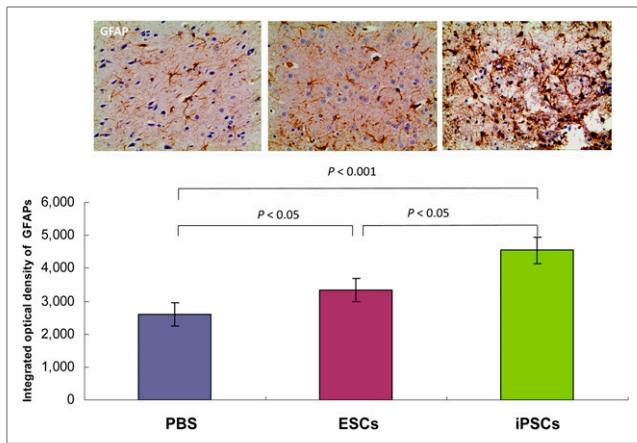 GFAP
P < 0.001
P < 0.05
P < 0.05
Integrated optical density of GFAPs
6,000
5,000
4,000
3,000
2,000
1,000
0
PBS
ESCs
iPSCs